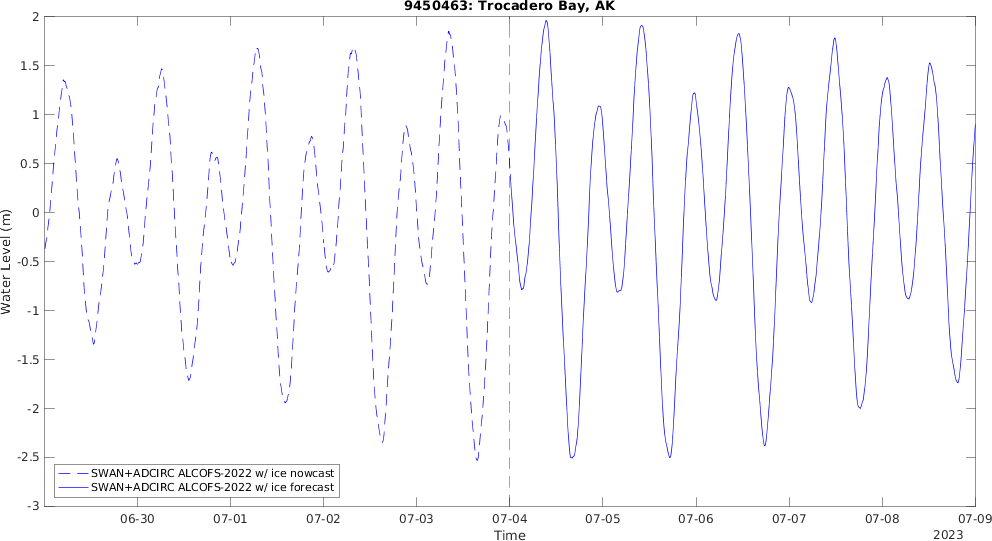 9450463: Trocadero Bay, AK
2
1.5
1
0.5
0
-0.5
-1
-1.5
-2
-2.5
-3
Water Level (m)
SWAN+ADCIRC ALCOFS-2022 w/ ice nowcast
SWAN+ADCIRC ALCOFS-2022 w/ ice forecast
06-30 07-01 07-02 07-03 07-04 07-05 07-06 07-07 07-08 07-09
Time
2023